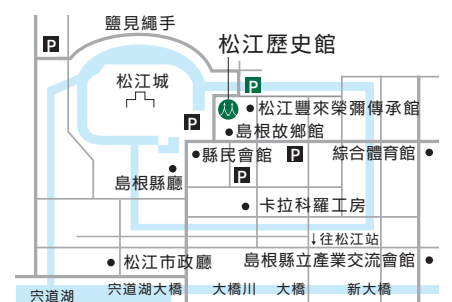 鹽見繩手
P
松江歷史館
松江城
P
松江豐來榮彌傳承館
P
島根故鄉館
縣民會館
P
綜合體育館
P
島根縣廳
卡拉科羅工房
↓往松江站
松江市政廳
島根縣立產業交流會館
宍道湖
宍道湖大橋
大橋川
大橋
新大橋